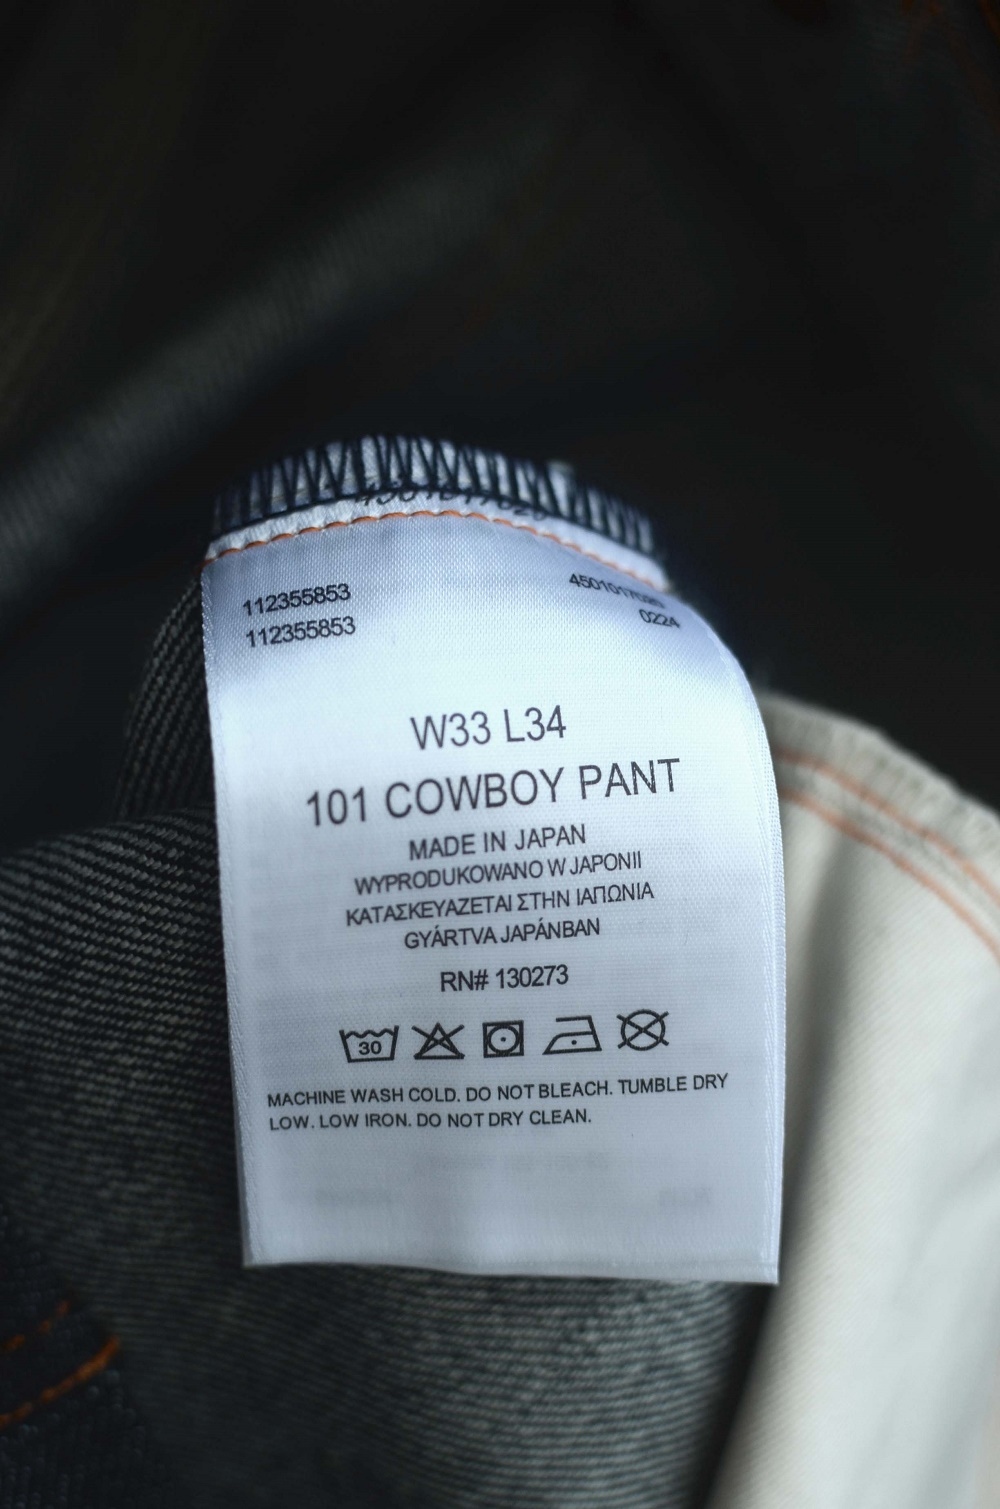 112355853
112355853
0224
W33 L34
101 COWBOY PANT
MADE IN JAPAN
WYPRODUKOWANO W JAPONII
ΚΑΤΑΣΚΕΥΑΖΕΤΑΙ ΣΤΗΝ ΙΑΠΩΝΙΑ
GYÁRTVA JAPÁNBAN
RN# 130273
30
MACHINE WASH COLD. DO NOT BLEACH. TUMBLE DRY
LOW. LOW IRON. DO NOT DRY CLEAN.